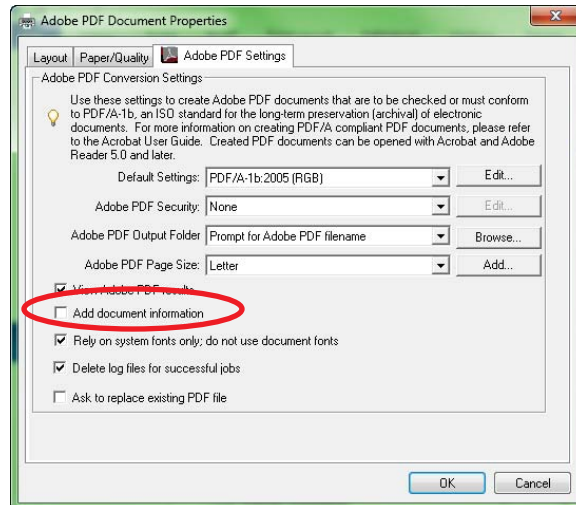 Adobe PDF Document Properties
Layout
Paper/Quality
Adobe PDF Settings
Adobe PDF Conversion Settings
Use these settings to create Adobe PDF documents that are to be checked or must conform
to PDF/A-1b, an ISO standard for the long-term preservation (archival) of electronic
documents. For more information on creating PDF/A compliant PDF documents, please refer
to the Acrobat User Guide. Created PDF documents can be opened with Acrobat and Adobe
Reader 5.0 and later.
Default Settings: PDF/A-1b:2005 (RGB) Edit...
Adobe PDF Security: None Edit...
Adobe PDF Output Folder Prompt for Adobe PDF filename Browse...
Adobe PDF Page Size: Letter Add...
View Adobe PDF results
Add document information
Rely on system fonts only; do not use document fonts
Delete log files for successful jobs
Ask to replace existing PDF file
OK Cancel